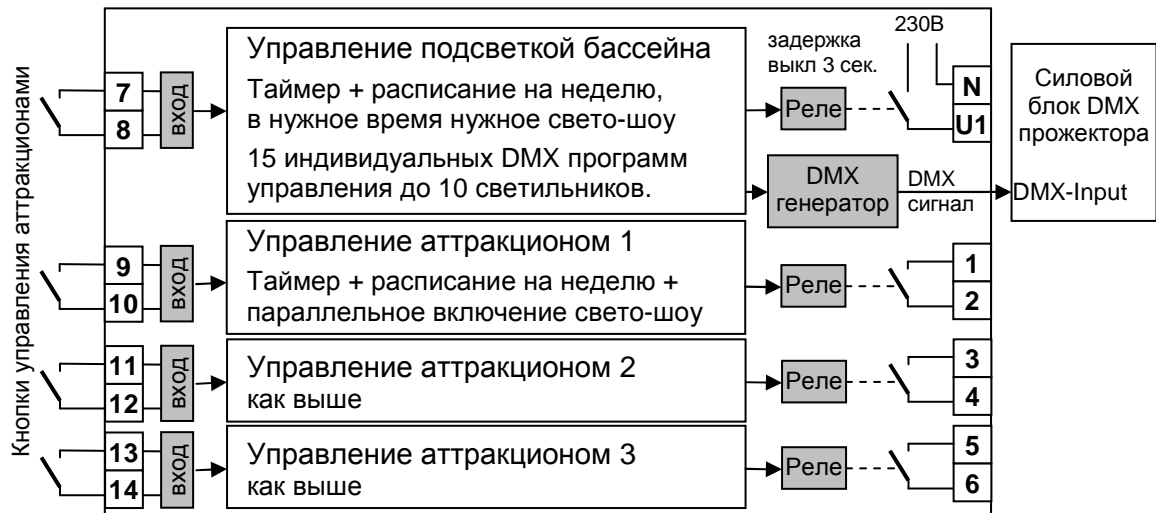 Кнопки управления аттракционами
7
8
вход
Управление подсветкой бассейна
Таймер + расписание на неделю,
в нужное время нужное свето-шоу
15 индивидуальных DMX программ
управления до 10 светильников.
задержка
выкл 3 сек.
Реле
230В
N
U1
DMX
генератор
DMX
сигнал
Силовой
блок DMX
прожектора
DMX-Input
9
10
вход
Управление аттракционом 1
Таймер + расписание на неделю +
параллельное включение свето-шоу
Реле
1
2
11
12
вход
Управление аттракционом 2
как выше
Реле
3
4
13
14
вход
Управление аттракционом 3
как выше
Реле
5
6